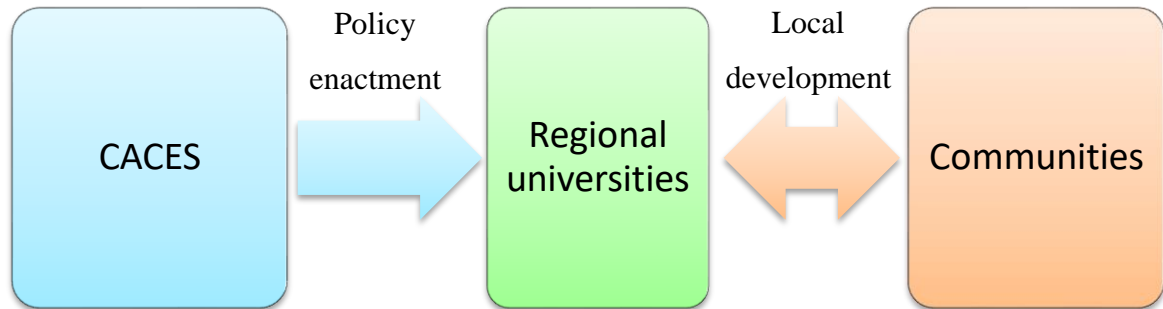 CACES
Policy
enactment
Regional
universities
Local
development
Communities